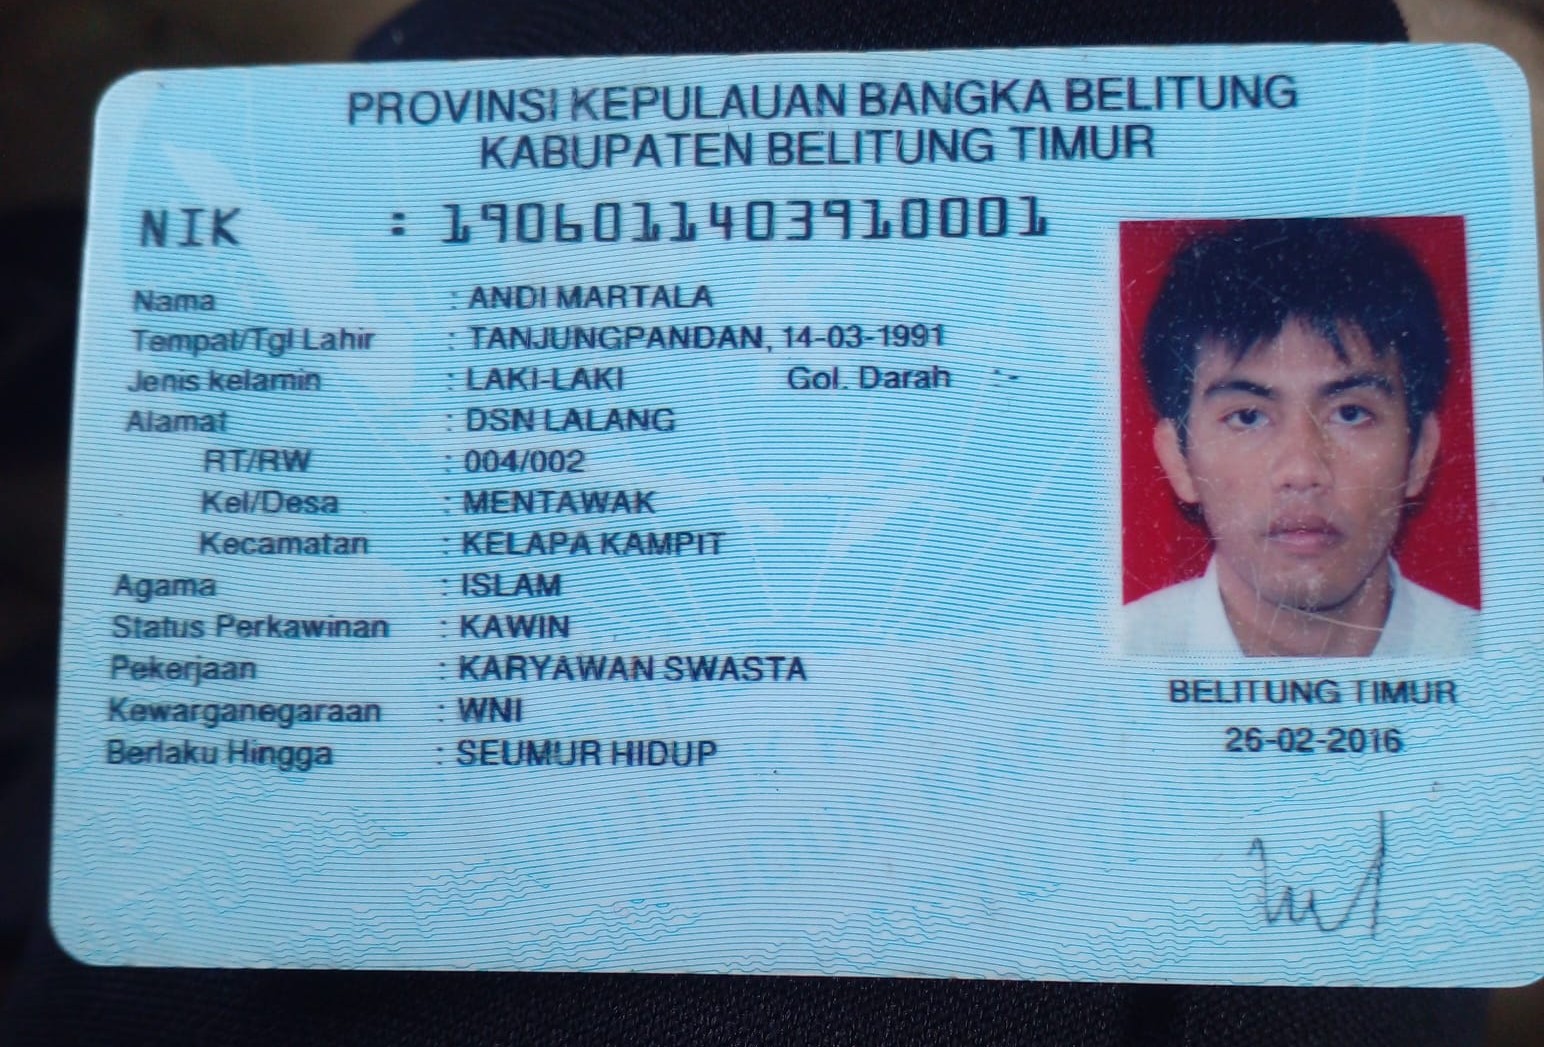 PROVINSI KEPULAUAN BANGKA BELITUNG
KABUPATEN BELITUNG TIMUR
NIK : 1906011403910001
Nama : ANDI MARTALA
Tempat/Tgl Lahir : TANJUNGPANDAN, 14-03-1991
Jenis kelamin : LAKI-LAKI Gol. Darah :-
Alamat : DSN LALANG
RT/RW : 004/002
Kel/Desa : MENTAWAK
Kecamatan : KELAPA KAMPIT
Agama : ISLAM
Status Perkawinan : KAWIN
Pekerjaan : KARYAWAN SWASTA
Kewarganegaraan : WNI
Berlaku Hingga : SEUMUR HIDUP
BELITUNG TIMUR
26-02-2016